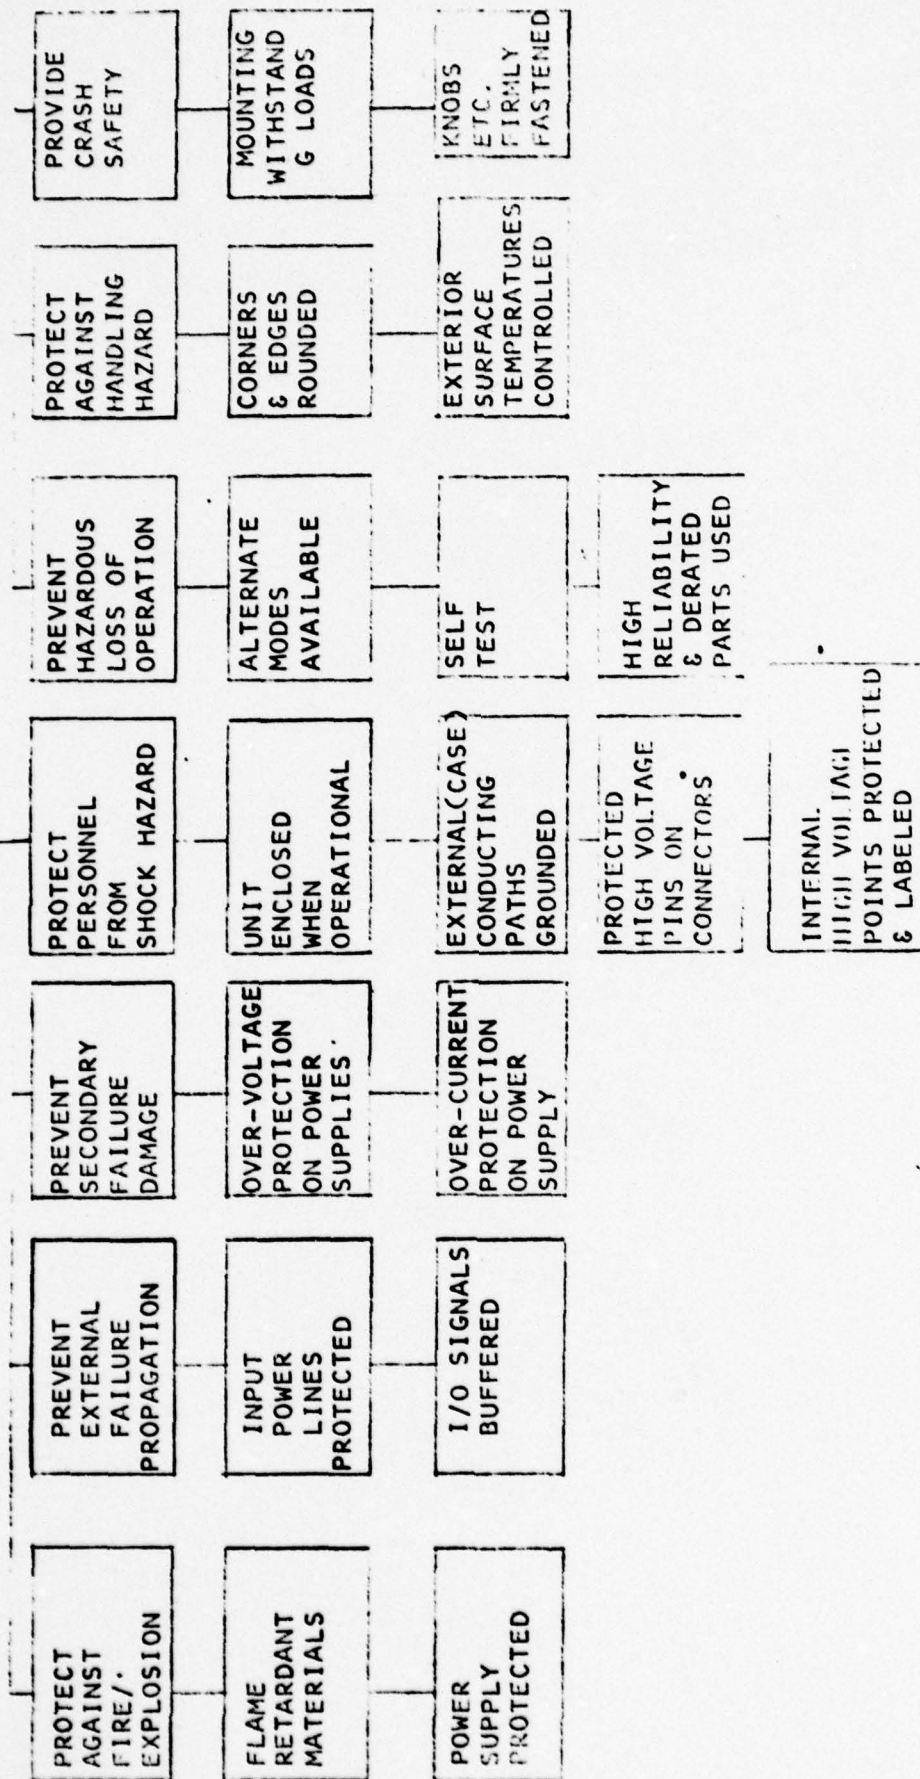 PROTECT
AGAINST
FIRE/
EXPLOSION
FLAME
RETARDANT
MATERIALS
POWER
SUPPLY
PROTECTED
PREVENT
EXTERNAL
FAILURE
PROPAGATION
INPUT
POWER
LINES
PROTECTED
I/O SIGNALS
BUFFERED
PREVENT
SECONDARY
FAILURE
DAMAGE
OVER-VOLTAGE
PROTECTION
ON POWER
SUPPLIES
OVER-CURRENT
PROTECTION
ON POWER
SUPPLY
PROTECT
PERSONNEL
FROM
SHOCK HAZARD
UNIT
ENCLOSED
WHEN
OPERATIONAL
EXTERNAL(CASE)
CONDUCTING
PATHS
GROUNDED
PROTECTED
HIGH VOLTAGE
PINS ON
CONNECTORS
INTERNAL
HIGH VOLTAGE
POINTS PROTECTED
& LABELED
PREVENT
HAZARDOUS
LOSS OF
OPERATION
ALTERNATE
MODES
AVAILABLE
SELF
TEST
HIGH
RELIABILITY
& DERATED
PARTS USED
PROTECT
AGAINST
HANDLING
HAZARD
CORNERS
& EDGES
ROUNDED
EXTERIOR
SURFACE
TEMPERATURES
CONTROLLED
PROVIDE
CRASH
SAFETY
MOUNTING
WITHSTAND
G LOADS
KNOBS
ETC.
FIRMLY
FASTENED